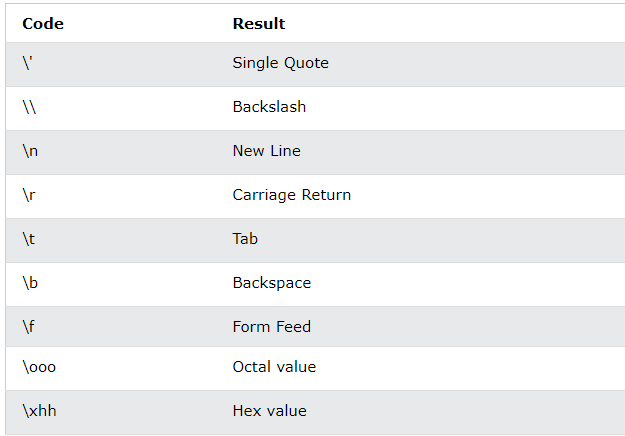 Code Result
\' Single Quote
\\ Backslash
\n New Line
\r Carriage Return
\t Tab
\b Backspace
\f Form Feed
\ooo Octal value
\xhh Hex value